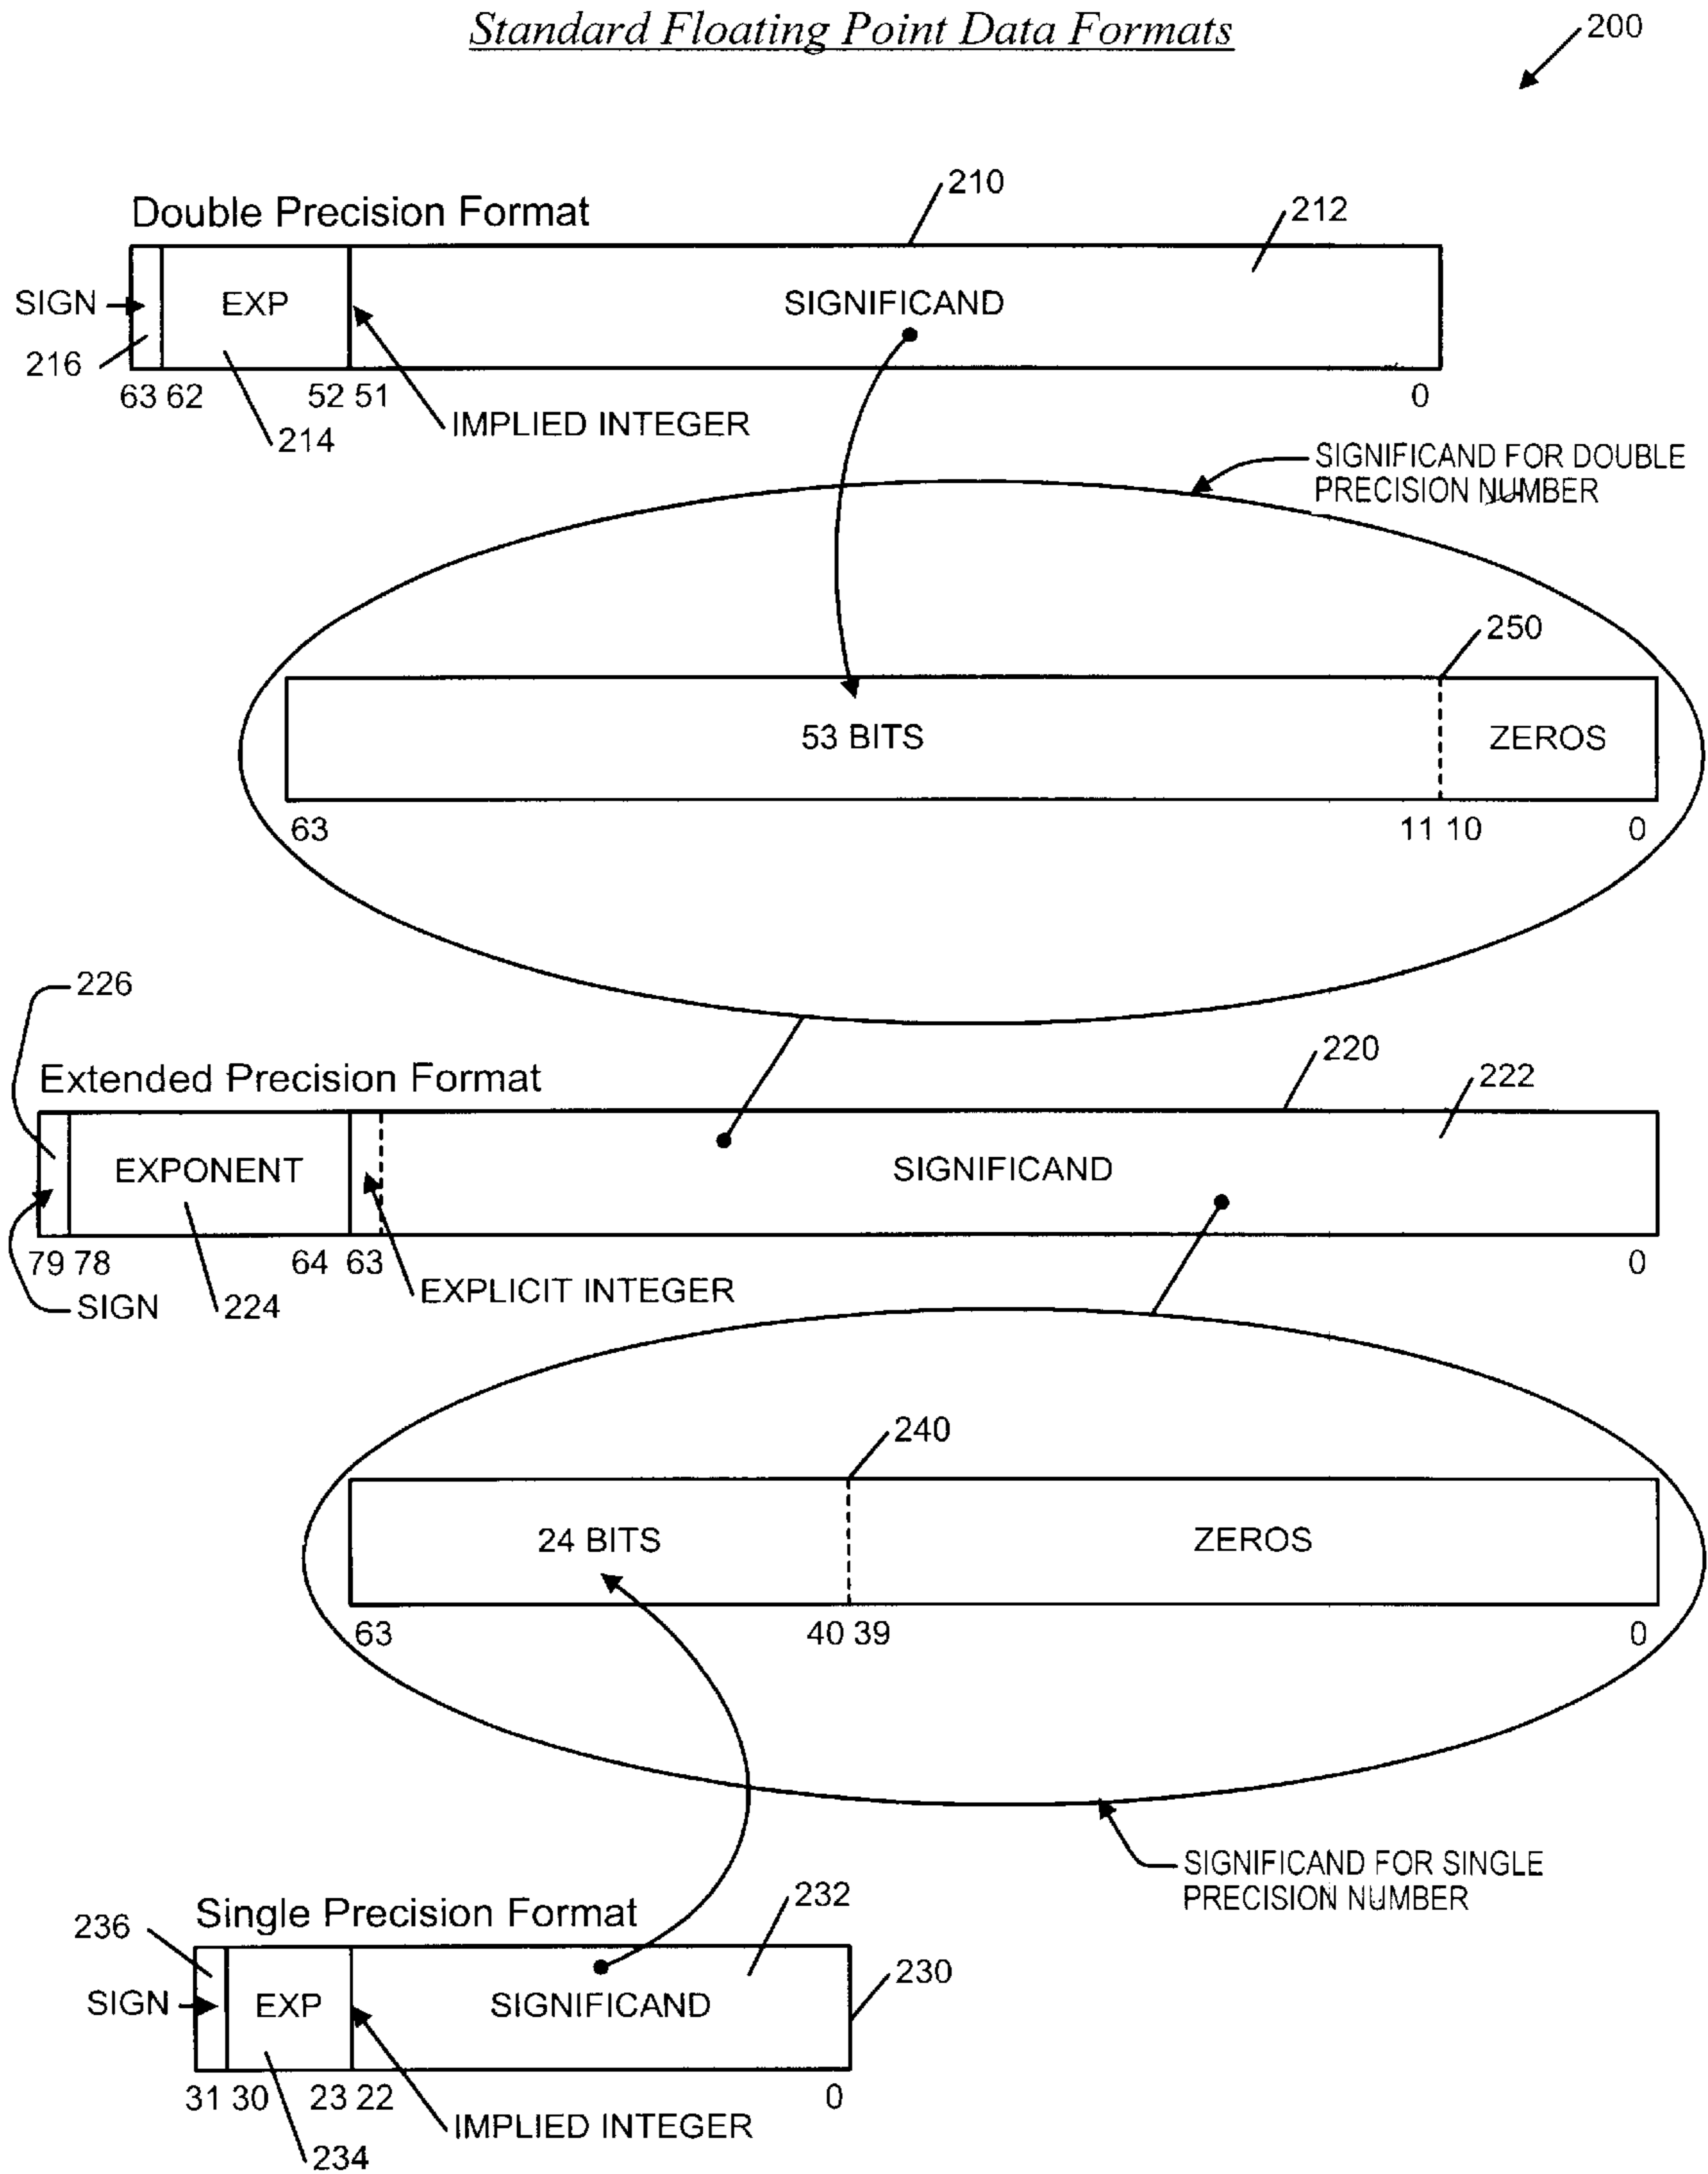 Standard Floating Point Data Formats
200
210
212
Double Precision Format
SIGN
EXP
SIGNIFICAND
216
63 62 52 51 0
214
IMPLIED INTEGER
SIGNIFICAND FOR DOUBLE
PRECISION NUMBER
250
53 BITS
ZEROS
63 11 10 0
226
220
222
Extended Precision Format
EXPONENT
SIGNIFICAND
79 78 64 63 0
SIGN
224
EXPLICIT INTEGER
240
24 BITS
ZEROS
63 40 39 0
SIGNIFICAND FOR SINGLE
PRECISION NUMBER
232
Single Precision Format
236
230
SIGN
EXP
SIGNIFICAND
31 30 23 22 0
IMPLIED INTEGER
234